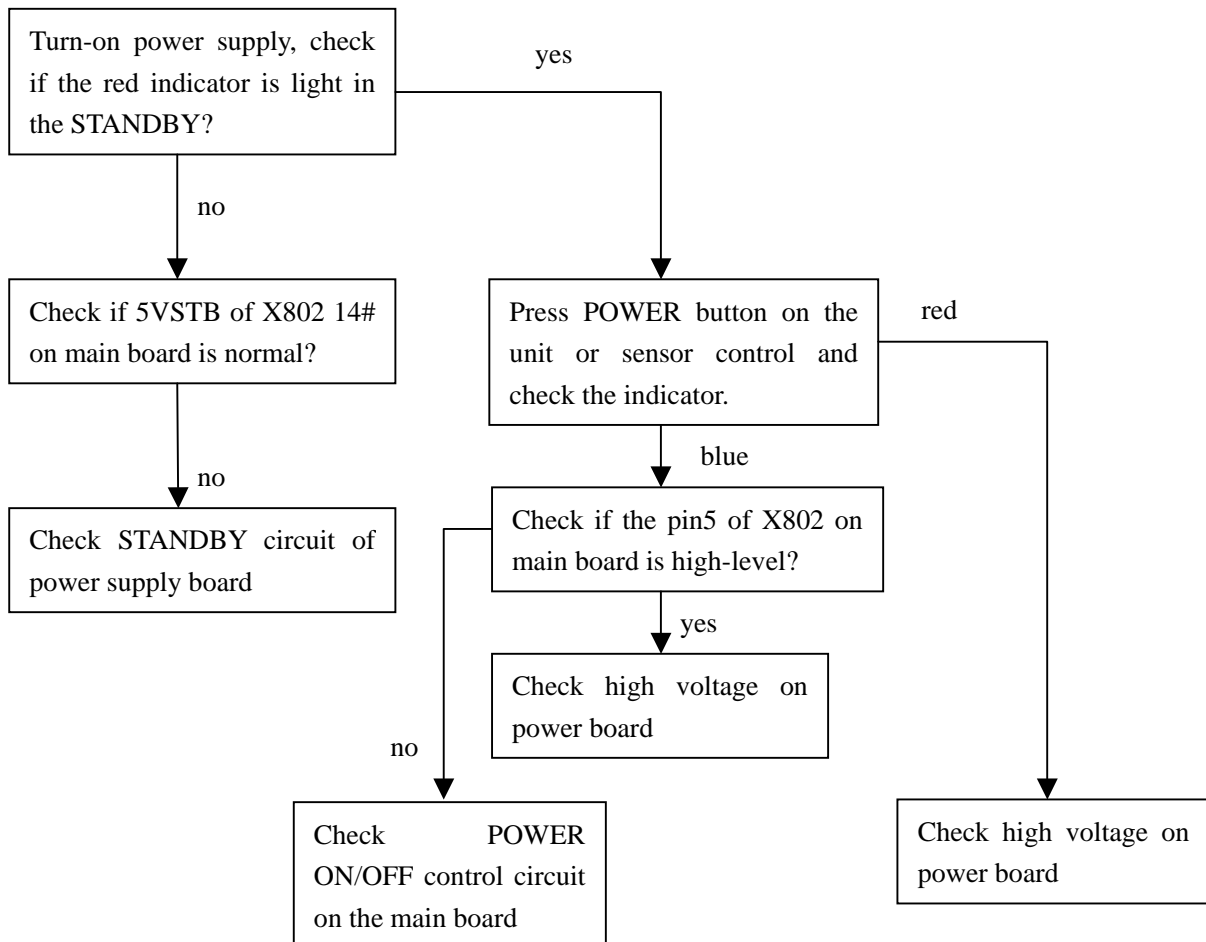 Turn-on power supply, check
if the red indicator is light in
the STANDBY?
yes
no
Check if 5VSTB of X802 14#
on main board is normal?
Press POWER button on the
unit or sensor control and
check the indicator.
red
blue
no
Check STANDBY circuit of
power supply board
Check if the pin5 of X802 on
main board is high-level?
yes
Check high voltage on
power board
no
Check POWER
ON/OFF control circuit
on the main board
Check high voltage on
power board